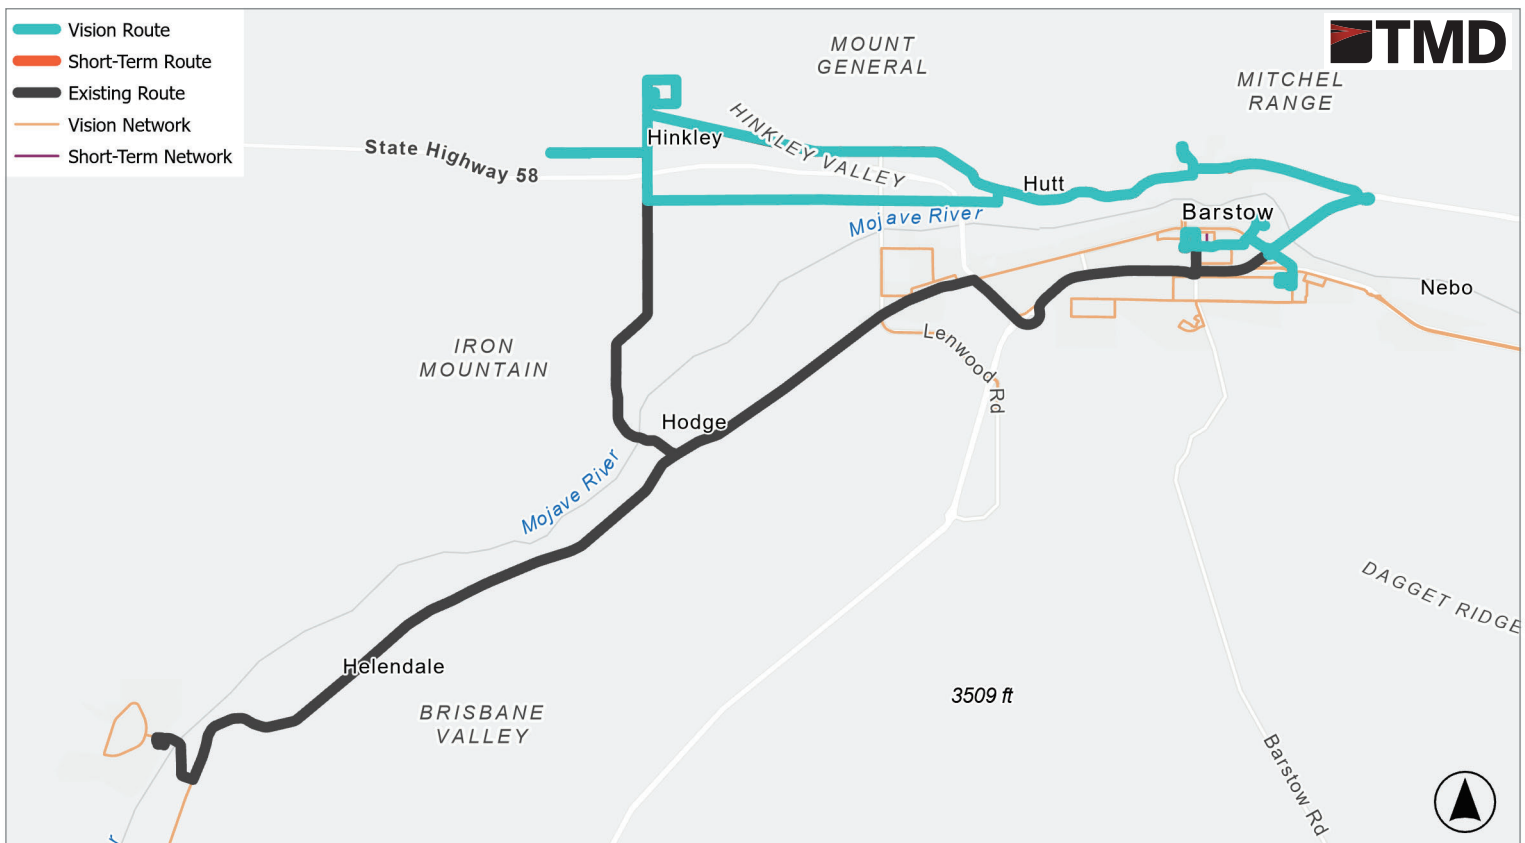 Vision Route
Short-Term Route
Existing Route
Vision Network
Short-Term Network
TMD
MOUNT
GENERAL
MITCHEL
RANGE
State Highway 58
Hinkley
HINKLEY VALLEY
Hutt
Mojave River
Barstow
Nebo
IRON
MOUNTAIN
Lenwood Rd
Hodge
Mojave River
DAGGET RIDGE
Helendale
3509 ft
BRISBANE
VALLEY
Barstow Rd